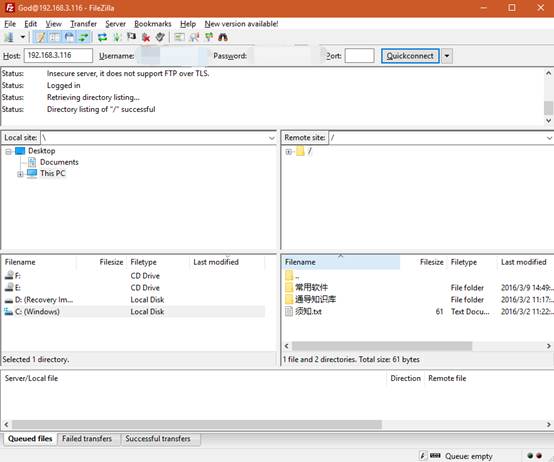 God@192.168.3.116 - FileZilla
File Edit View Transfer Server Bookmarks Help New version available!
Host: 192.168.3.116 Username: Password: Port: Quickconnect
Status: Insecure server, it does not support FTP over TLS.
Status: Logged in
Status: Retrieving directory listing...
Status: Directory listing of "/" successful
Local site: \
Remote site: /
Desktop
Documents
This PC
/
Filename Filesize Filetype Last modified
F: CD Drive
E: CD Drive
D: (Recovery Im... Local Disk
C: (Windows) Local Disk
Selected 1 directory.
Filename Filesize Filetype Last modified
..
常用软件 File folder 2016/3/9 14:49:...
通导知识库 File folder 2016/3/2 11:17:...
须知.txt 61 Text Docu... 2016/3/2 11:22:...
1 file and 2 directories. Total size: 61 bytes
Server/Local file Direction Remote file
Queued files Failed transfers Successful transfers
Queue: empty